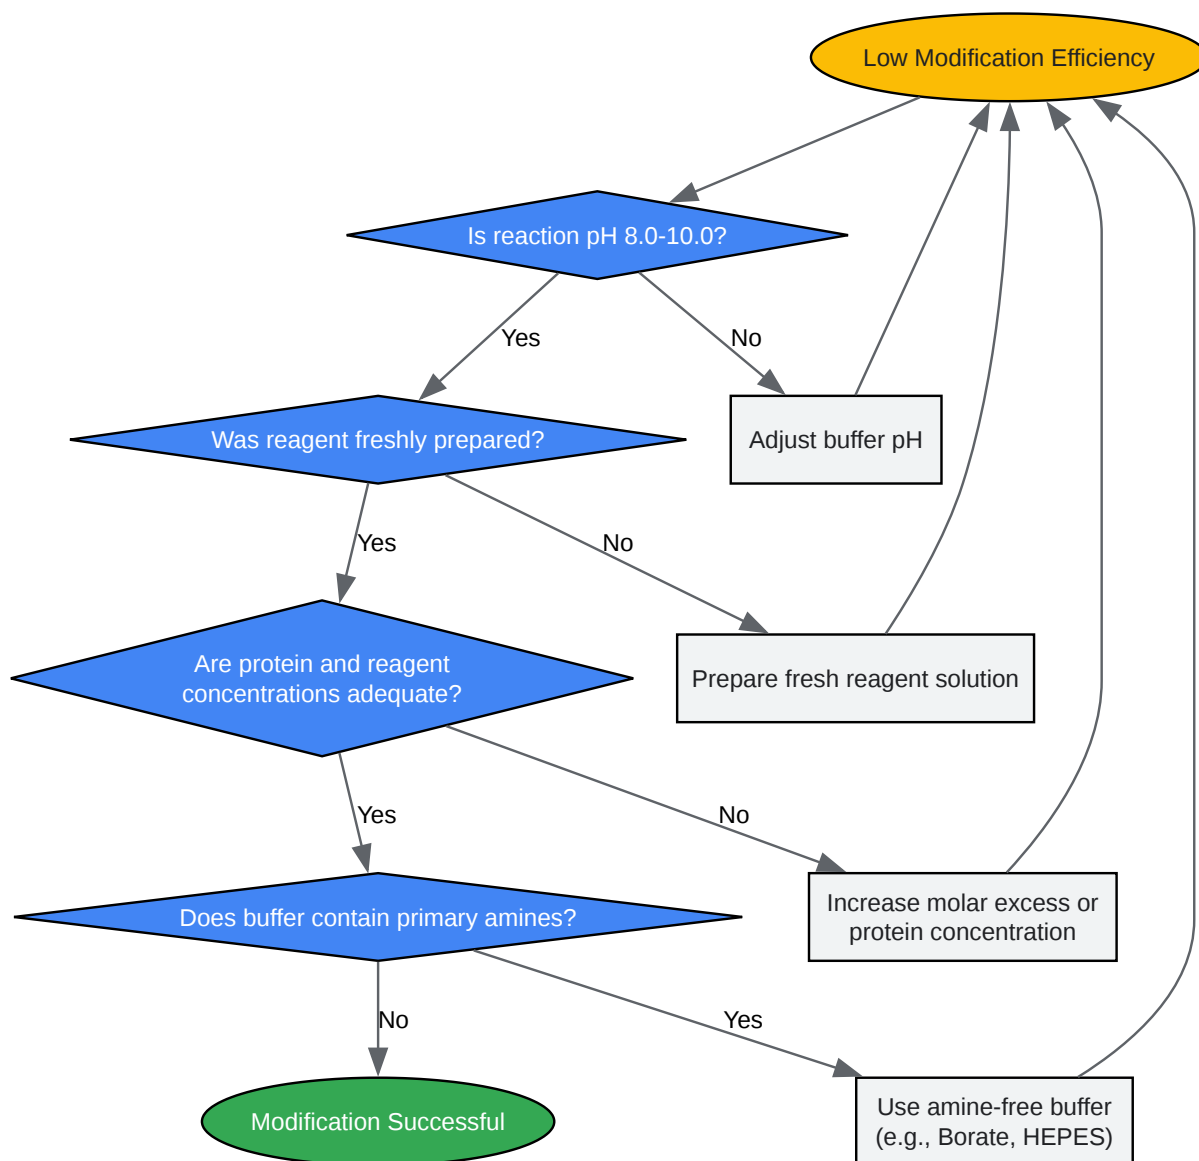 Low Modification Efficiency
Is reaction pH 8.0-10.0?
Yes
No
Was reagent freshly prepared?
Adjust buffer pH
Yes
No
Are protein and reagent
concentrations adequate?
Prepare fresh reagent solution
Yes
No
Does buffer contain primary amines?
Increase molar excess or
protein concentration
No
Yes
Modification Successful
Use amine-free buffer
(e.g., Borate, HEPES)